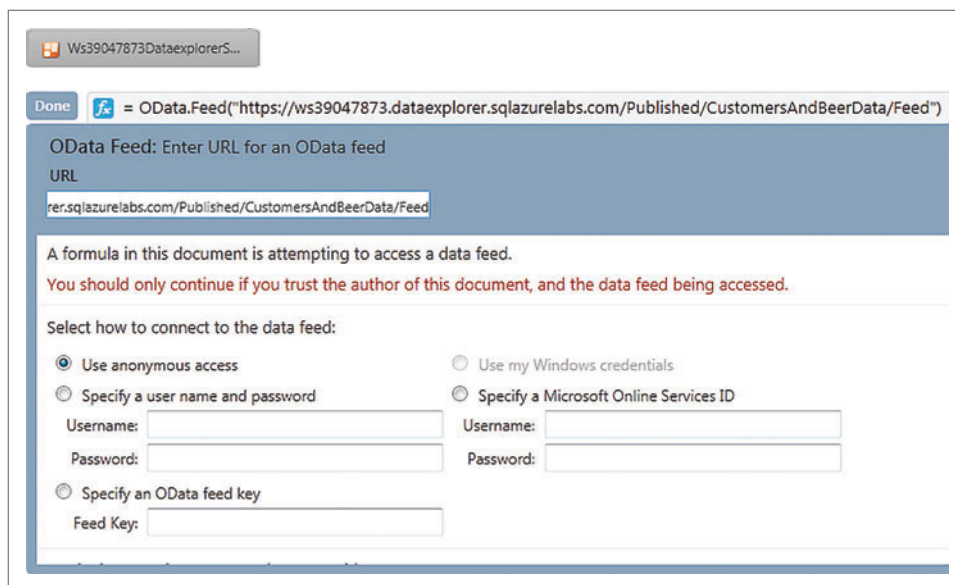 Ws39047873DataexplorerS...
Done fx = OData.Feed("https://ws39047873.dataexplorer.sqlazurelabs.com/Published/CustomersAndBeerData/Feed")
OData Feed: Enter URL for an OData feed
URL
rer.sqlazurelabs.com/Published/CustomersAndBeerData/Feed
A formula in this document is attempting to access a data feed.
You should only continue if you trust the author of this document, and the data feed being accessed.
Select how to connect to the data feed:
Use anonymous access Use my Windows credentials
Specify a user name and password Specify a Microsoft Online Services ID
Username: Username:
Password: Password:
Specify an OData feed key
Feed Key: